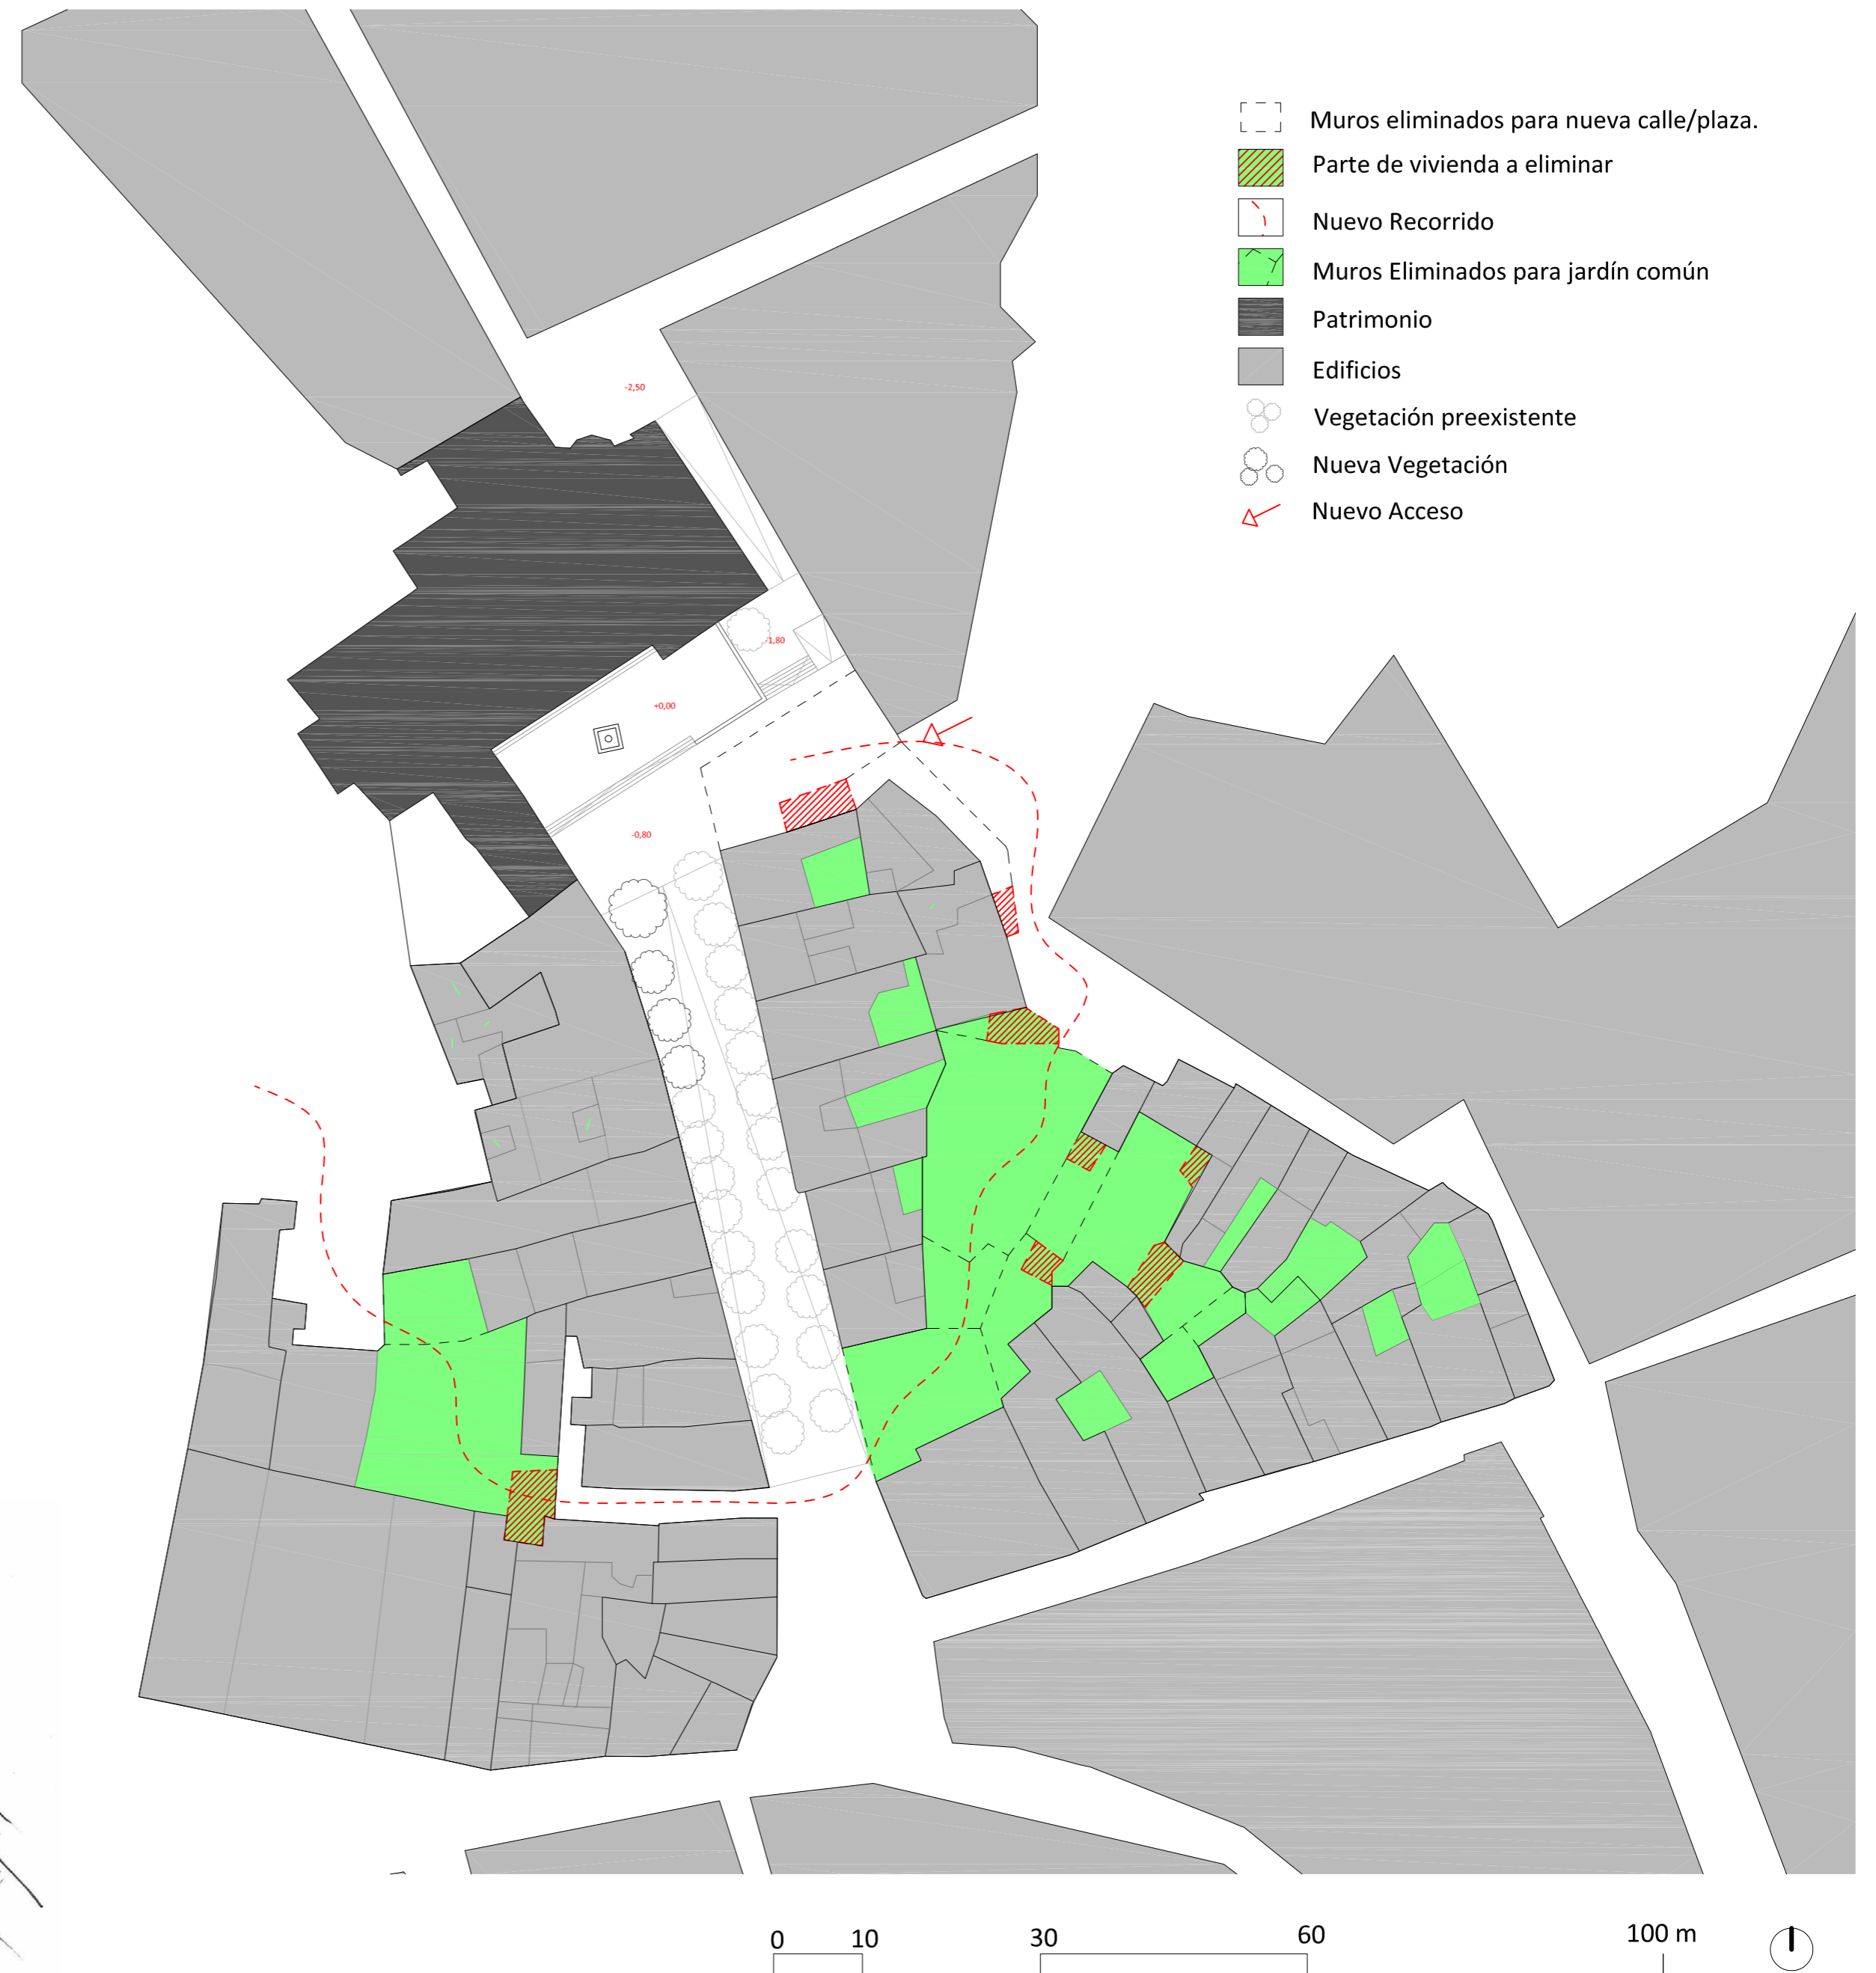 Muros eliminados para nueva calle/plaza.
Parte de vivienda a eliminar
Nuevo Recorrido
Muros Eliminados para jardín común
Patrimonio
Edificios
Vegetación preexistente
Nueva Vegetación
Nuevo Acceso
-2,50
-1,80
+0,00
-0,80
0 10 30 60 100 m